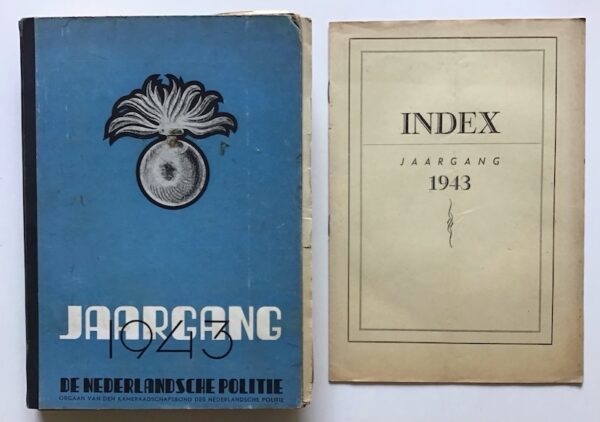 JAARGANG
1943
DE NEDERLANDSCHE POLITIE
ORGAAN VAN DEN KAMERAADSCHAPSBOND DER NEDERLANDSCHE POLITIE
INDEX
JAARGANG
1943